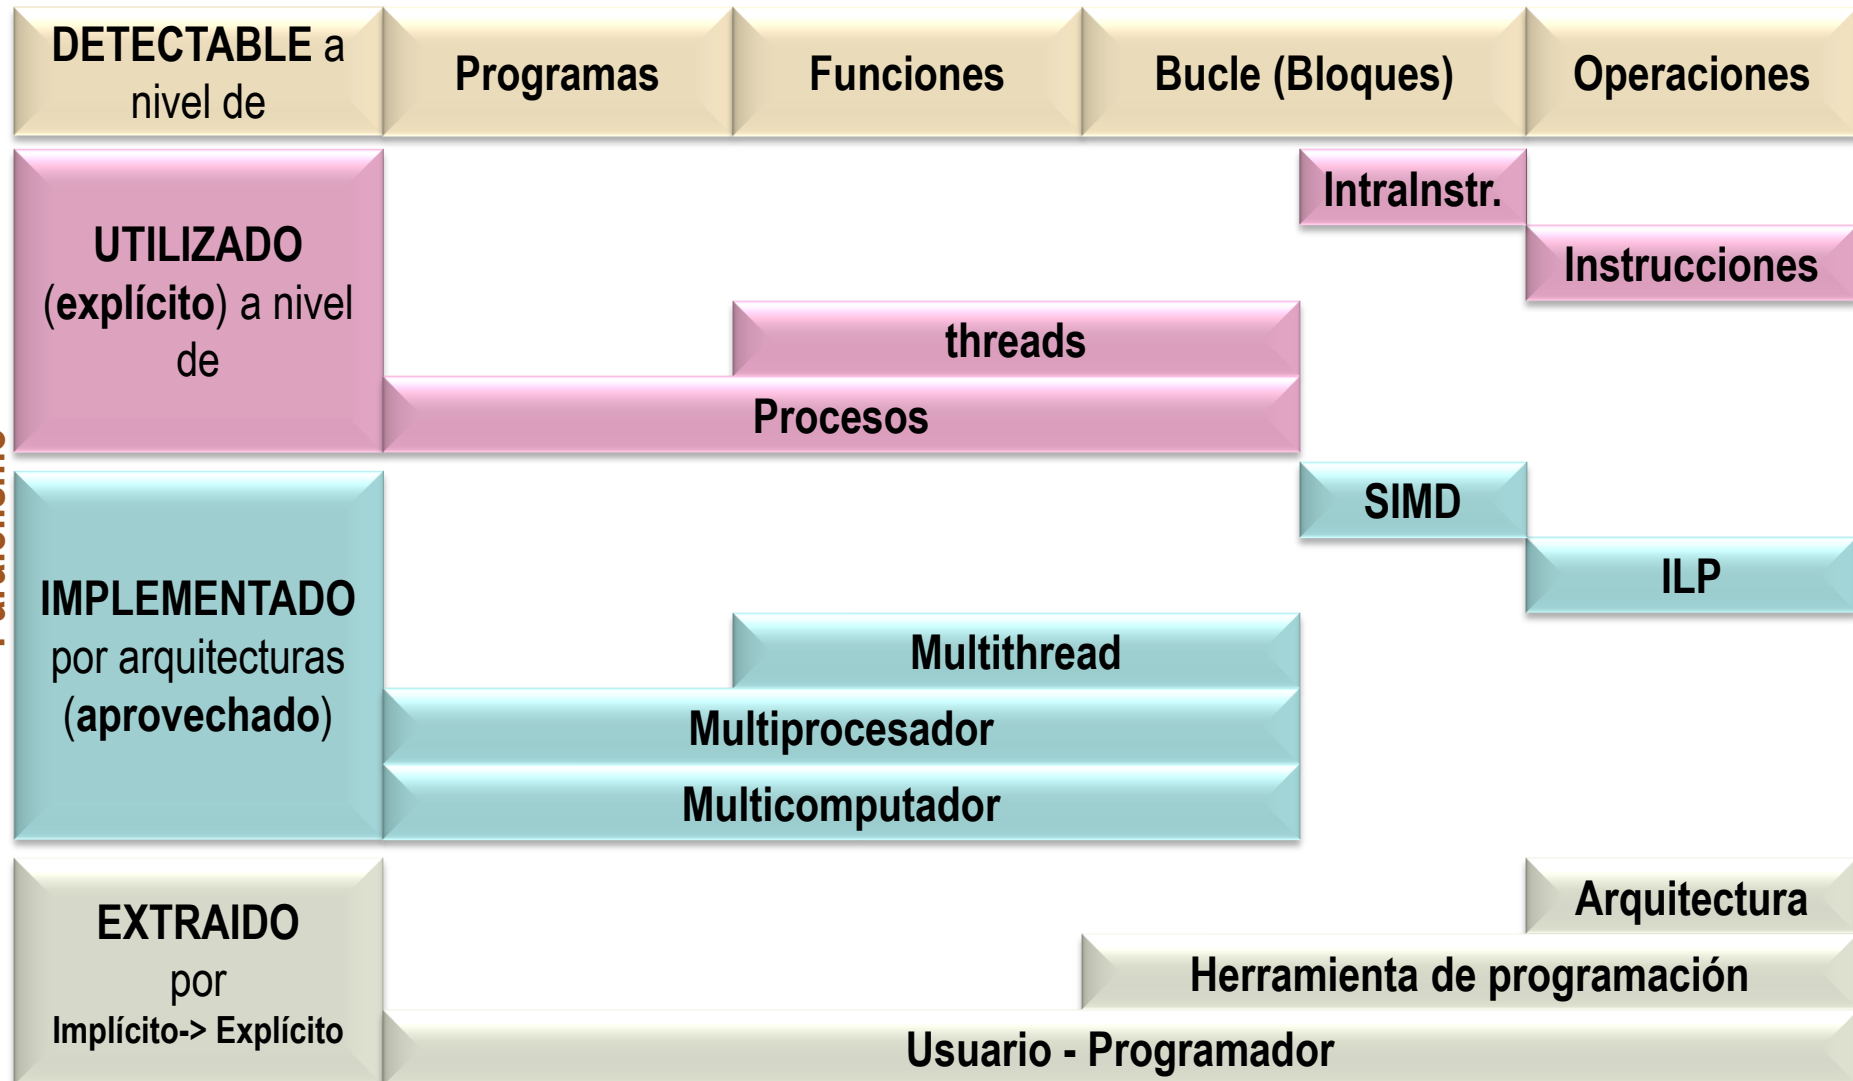 DETECTABLE a
nivel de
Programas
Funciones
Bucle (Bloques)
Operaciones
UTILIZADO
(explícito) a nivel
de
IntraInstr.
Instrucciones
threads
Procesos
IMPLEMENTADO
por arquitecturas
(aprovechado)
SIMD
ILP
Multithread
Multiprocesador
Multicomputador
EXTRAIDO
por
Implícito-> Explícito
Arquitectura
Herramienta de programación
Usuario - Programador